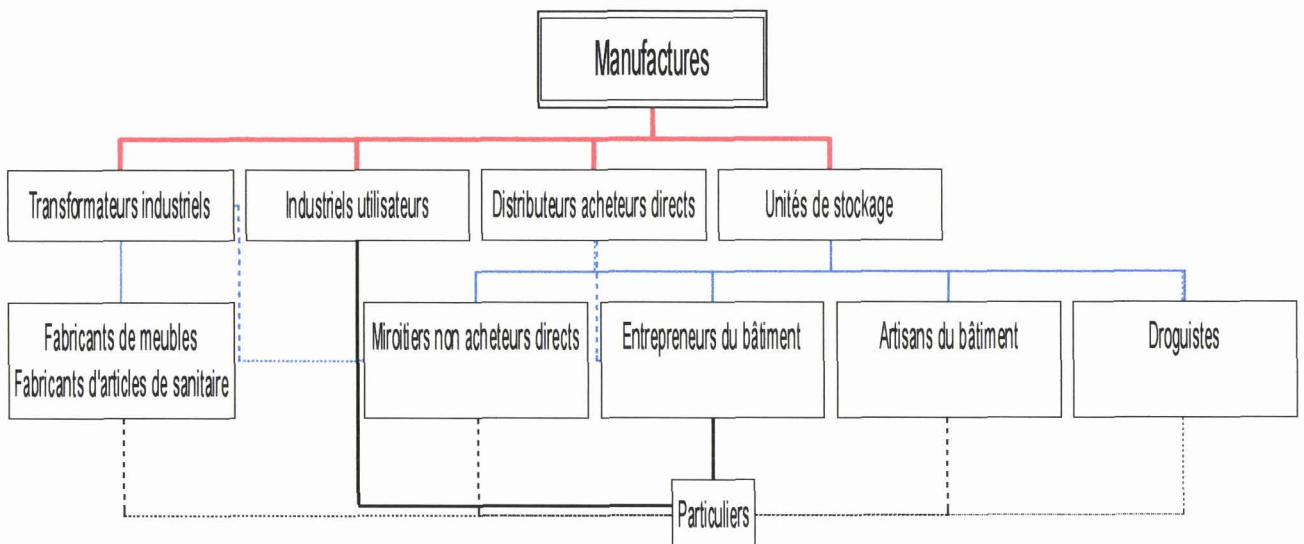 Manufactures
Transformateurs industriels
Industriels utilisateurs
Distributeurs acheteurs directs
Unités de stockage
Fabricants de meubles
Fabricants d'articles de sanitaire
Miroitiers non acheteurs directs
Entrepreneurs du bâtiment
Artisans du bâtiment
Droguistes
Particuliers